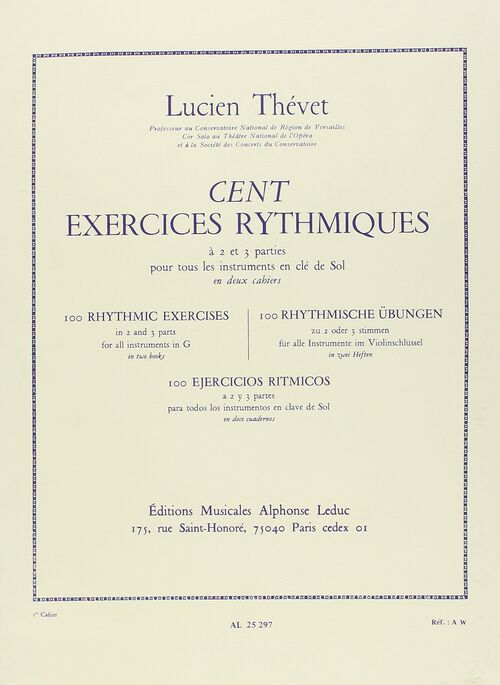 Lucien Thévet
Professeur au Conservatoire National de Région de Versailles
Cor Solo au Théâtre National de l'Opéra
et à la Société des Concerts du Conservatoire
CENT
EXERCICES RYTHMIQUES
à 2 et 3 parties
pour tous les instruments en clé de Sol
en deux cahiers
100 RHYTHMIC EXERCISES
in 2 and 3 parts
for all instruments in G
in two books
100 RHYTHMISCHE ÜBUNGEN
zu 2 oder 3 stimmen
für alle Instrumente im Violinschlüssel
in zwei Heften
100 EJERCICIOS RITMICOS
a 2 y 3 partes
para todos los instrumentos en clave de Sol
en doce cuadernos
Éditions Musicales Alphonse Leduc
175, rue Saint-Honoré, 75040 Paris cedex 01
1er Cahier
AL 25 297
Réf. : A W